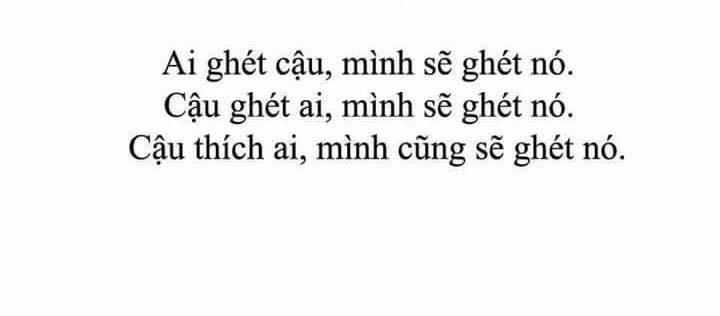 Ai ghét cậu, mình sẽ ghét nó.
Cậu ghét ai, mình sẽ ghét nó.
Cậu thích ai, mình cũng sẽ ghét nó.